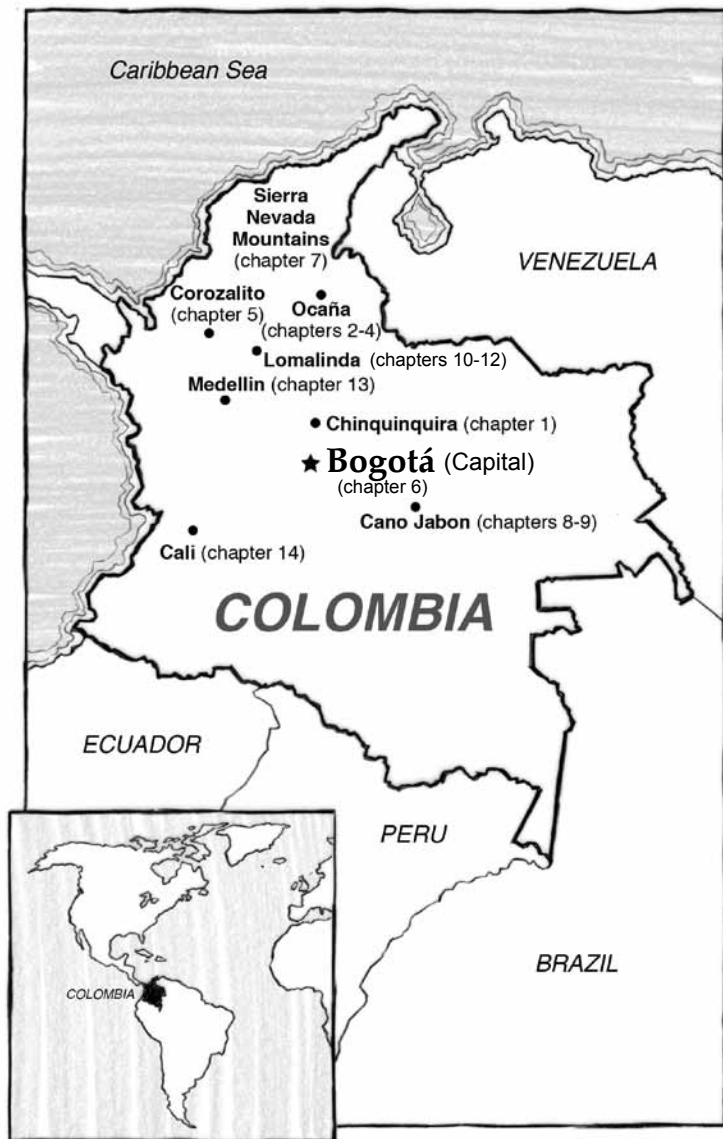 Caribbean Sea
Sierra
Nevada
Mountains
(chapter 7)
VENEZUELA
Corozalito
(chapter 5)
Ocaña
(chapters 2-4)
Lomalinda (chapters 10-12)
Medellin (chapter 13)
Chinquinquira (chapter 1)
Bogotá (Capital)
(chapter 6)
Cano Jabon (chapters 8-9)
Cali (chapter 14)
COLOMBIA
ECUADOR
PERU
BRAZIL
COLOMBIA